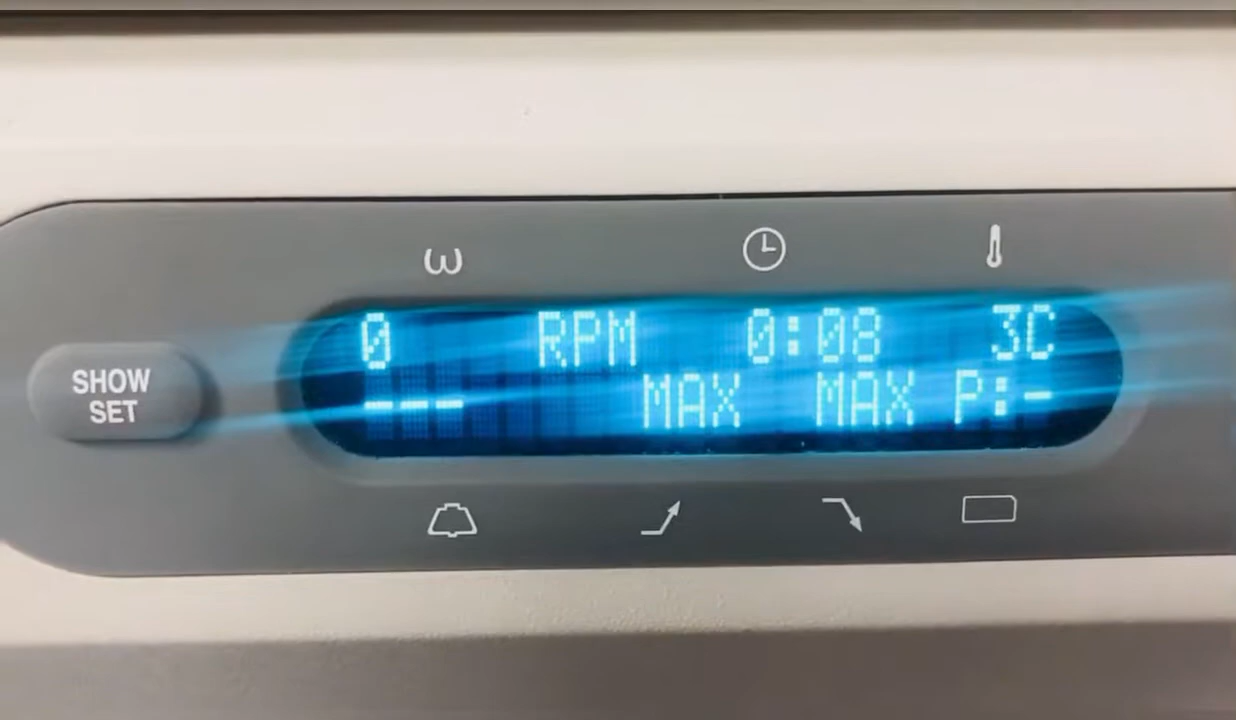 ω
SHOW
SET
0 RPM 0:08 3C
--- MAX MAX P:-